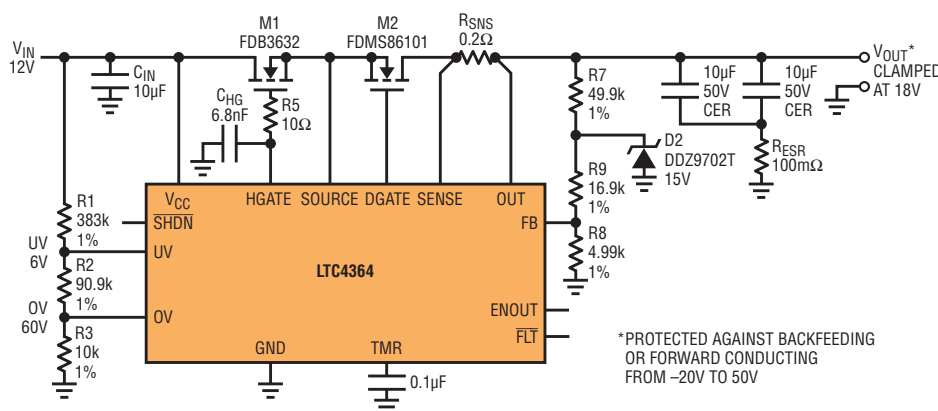 M1
FDB3632
M2
FDMS86101
RSNS
0.2Ω
VIN
12V
CIN
10µF
CHG
6.8nF
R5
10Ω
R7
49.9k
1%
10µF
50V
CER
10µF
50V
CER
VOUT*
CLAMPED
AT 18V
D2
DDZ9702T
15V
RESR
100mΩ
R9
16.9k
1%
R8
4.99k
1%
R1
383k
1%
UV
6V
R2
90.9k
1%
OV
60V
R3
10k
1%
VCC
HGATE
SOURCE
DGATE
SENSE
OUT
SHDN
UV
OV
FB
LTC4364
ENOUT
FLT
GND
TMR
0.1µF
*PROTECTED AGAINST BACKFEEDING
OR FORWARD CONDUCTING
FROM –20V TO 50V